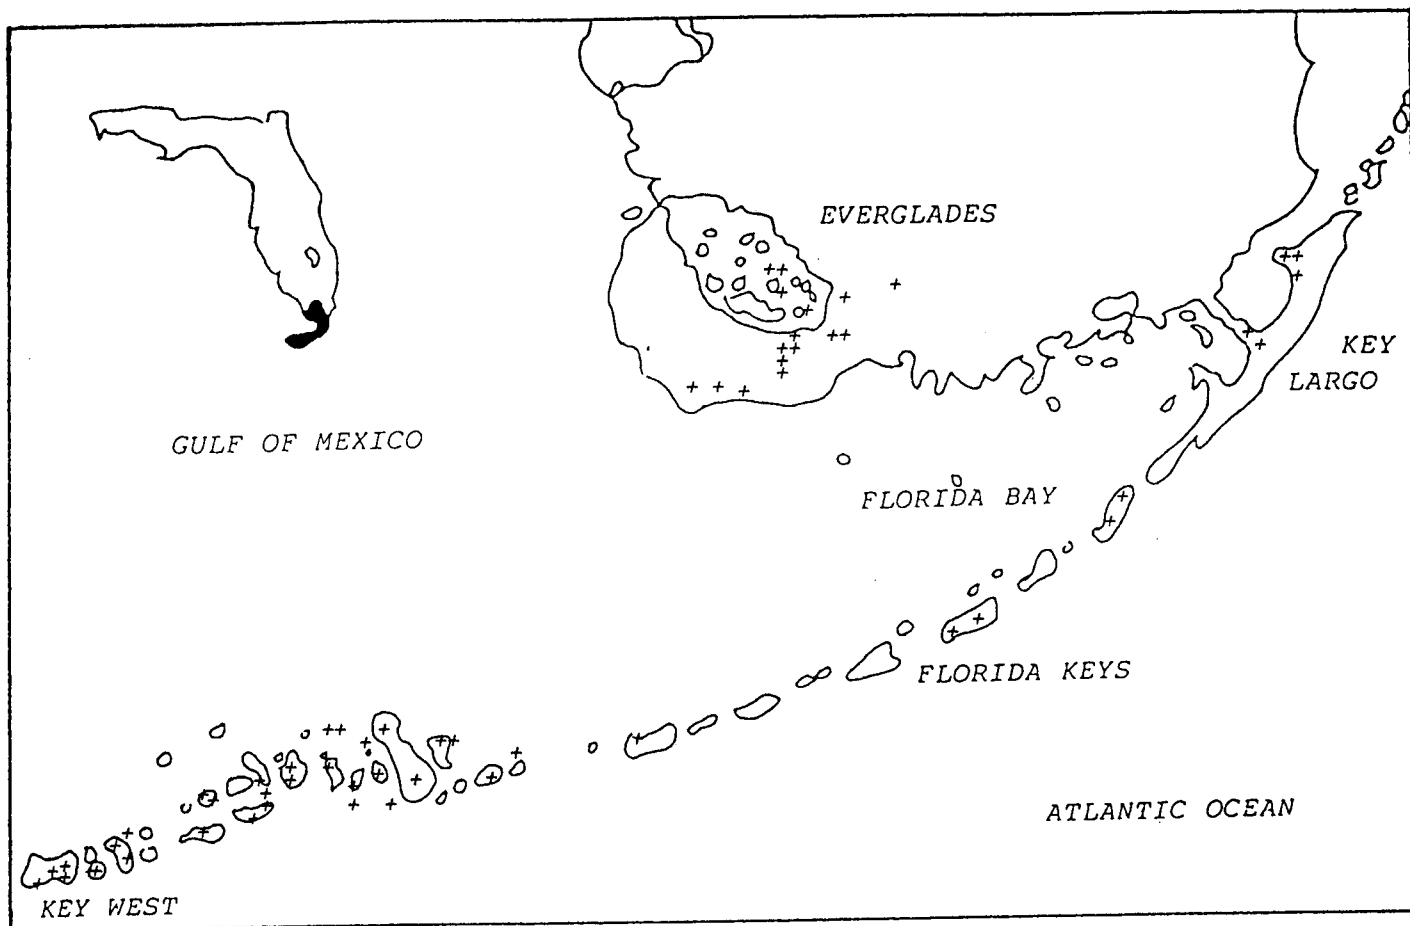 EVERGLADES
KEY
LARGO
GULF OF MEXICO
FLORIDA BAY
FLORIDA KEYS
ATLANTIC OCEAN
KEY WEST